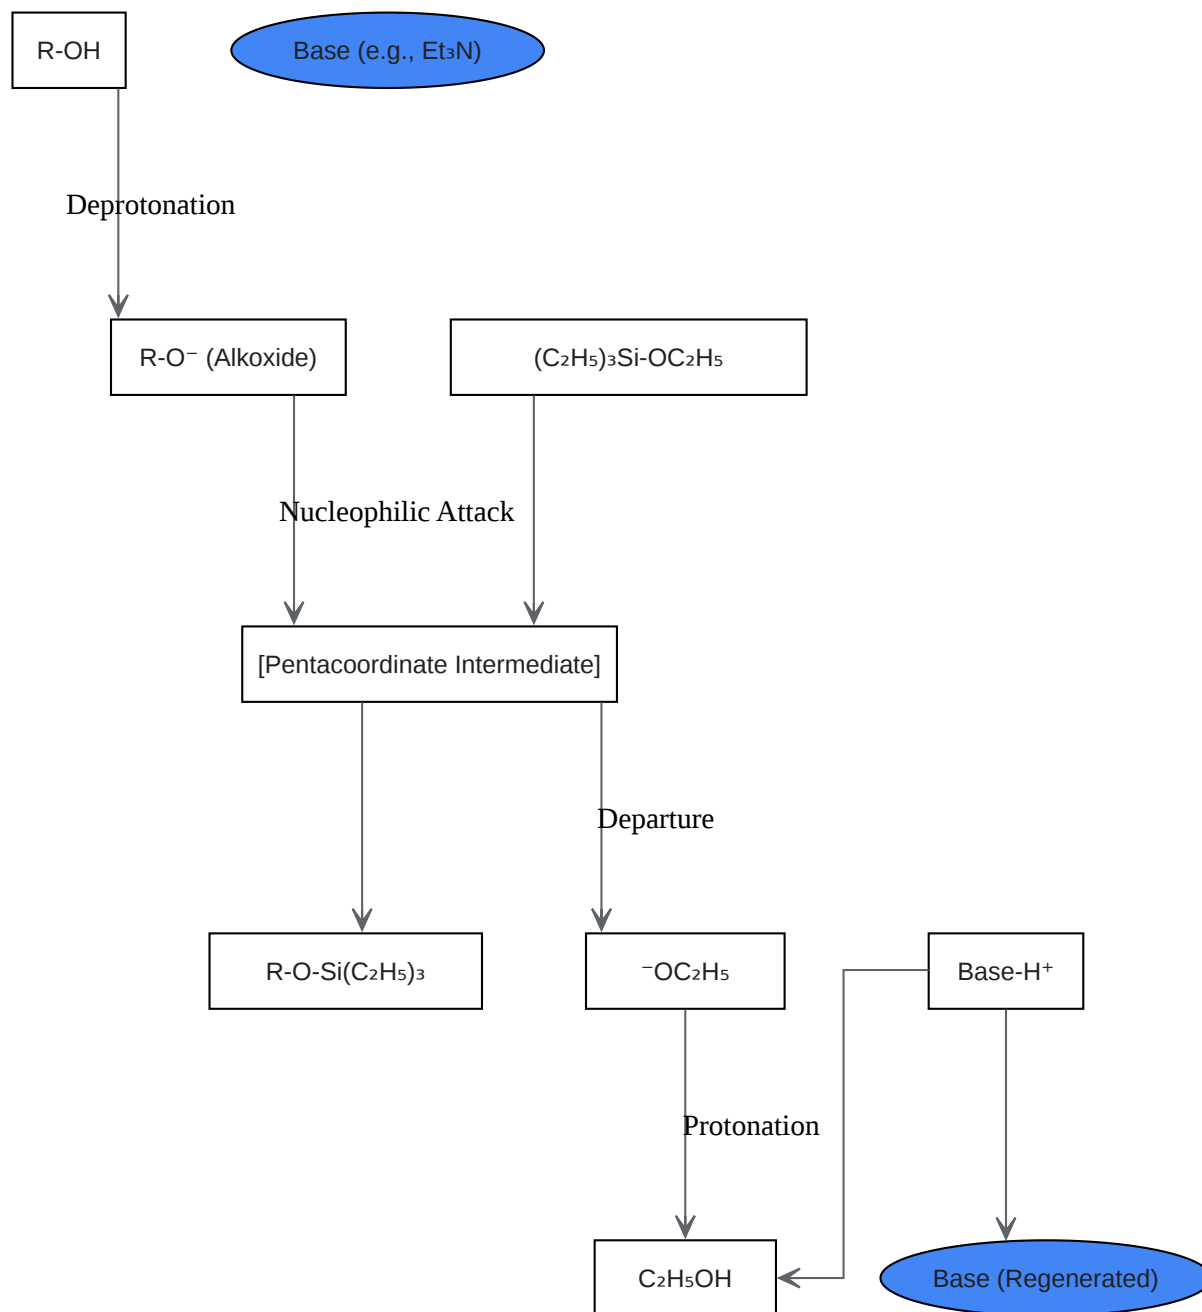 R-OH
Base (e.g., Et₃N)
Deprotonation
R-O⁻ (Alkoxide)
(C₂H₅)₃Si-OC₂H₅
Nucleophilic Attack
[Pentacoordinate Intermediate]
Departure
R-O-Si(C₂H₅)₃
⁻OC₂H₅
Base-H⁺
Protonation
C₂H₅OH
Base (Regenerated)